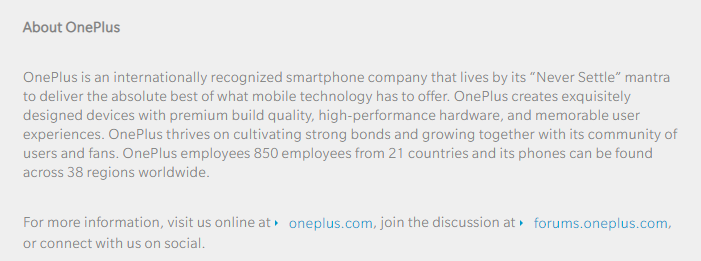 About OnePlus
OnePlus is an internationally recognized smartphone company that lives by its “Never Settle” mantra
to deliver the absolute best of what mobile technology has to offer. OnePlus creates exquisitely
designed devices with premium build quality, high-performance hardware, and memorable user
experiences. OnePlus thrives on cultivating strong bonds and growing together with its community of
users and fans. OnePlus employees 850 employees from 21 countries and its phones can be found
across 38 regions worldwide.
For more information, visit us online at oneplus.com, join the discussion at forums.oneplus.com,
or connect with us on social.